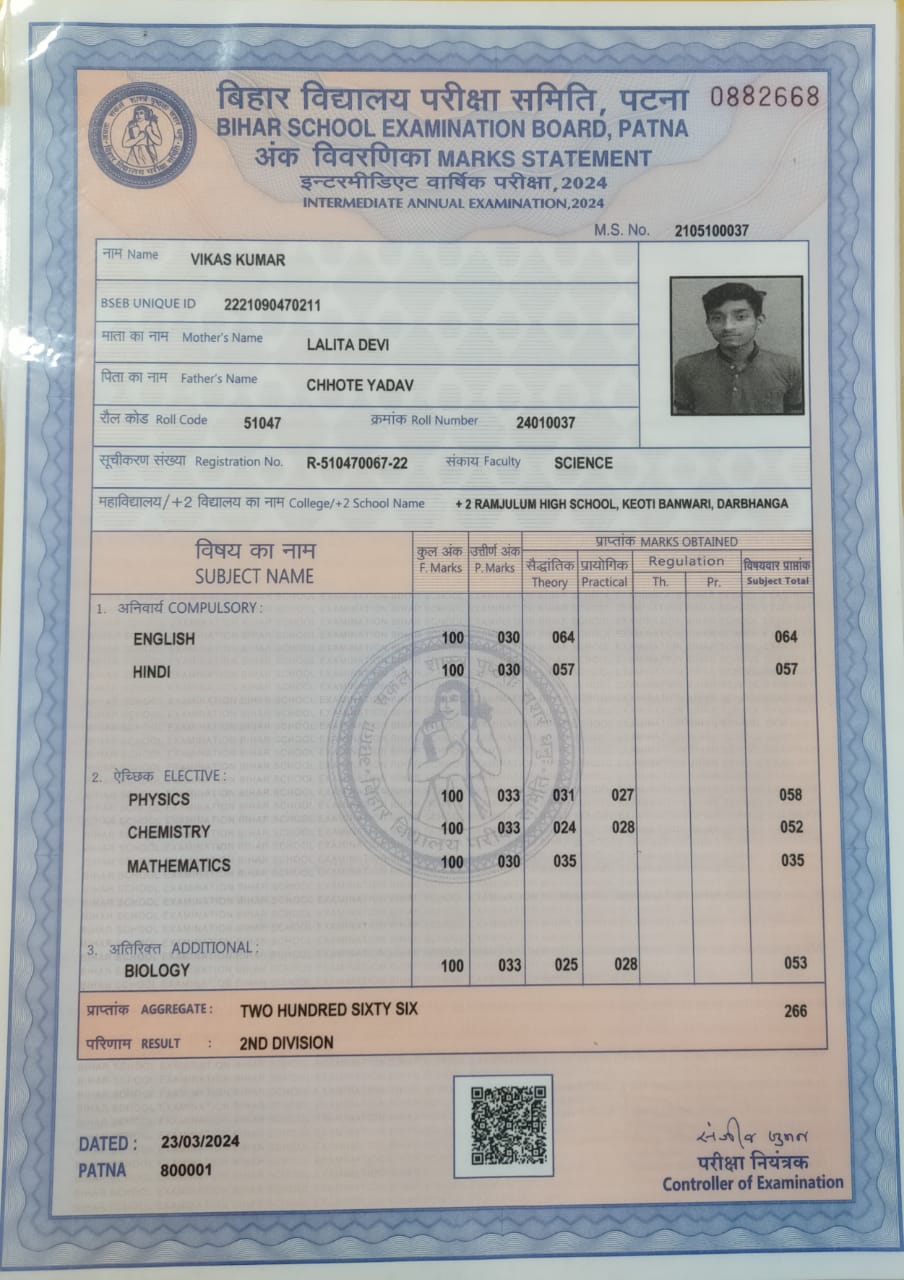 बिहार विद्यालय परीक्षा समिति, पटना 0882668
BIHAR SCHOOL EXAMINATION BOARD, PATNA
अंक विवरणिका MARKS STATEMENT
इन्टरमीडिएट वार्षिक परीक्षा, 2024
INTERMEDIATE ANNUAL EXAMINATION,2024
M.S. No. 2105100037
नाम Name VIKAS KUMAR
BSEB UNIQUE ID 2221090470211
माता का नाम Mother's Name LALITA DEVI
पिता का नाम Father's Name CHHOTE YADAV
रौल कोड Roll Code 51047 क्रमांक Roll Number 24010037
सूचीकरण संख्या Registration No. R-510470067-22 संकाय Faculty SCIENCE
महाविद्यालय/+2 विद्यालय का नाम College/+2 School Name + 2 RAMJULUM HIGH SCHOOL, KEOTI BANWARI, DARBHANGA
विषय का नाम SUBJECT NAME
कुल अंक F. Marks
उत्तीर्ण अंक P. Marks
प्राप्तांक MARKS OBTAINED
सैद्धांतिक Theory
प्रायोगिक Practical
Regulation
Th. Pr.
विषयवार प्राप्तांक Subject Total
1. अनिवार्य COMPULSORY :
ENGLISH 100 030 064 064
HINDI 100 030 057 057
2. ऐच्छिक ELECTIVE :
PHYSICS 100 033 031 027 058
CHEMISTRY 100 033 024 028 052
MATHEMATICS 100 030 035 035
3. अतिरिक्त ADDITIONAL :
BIOLOGY 100 033 025 028 053
प्राप्तांक AGGREGATE : TWO HUNDRED SIXTY SIX 266
परिणाम RESULT : 2ND DIVISION
DATED : 23/03/2024
PATNA 800001
परीक्षा नियंत्रक
Controller of Examination